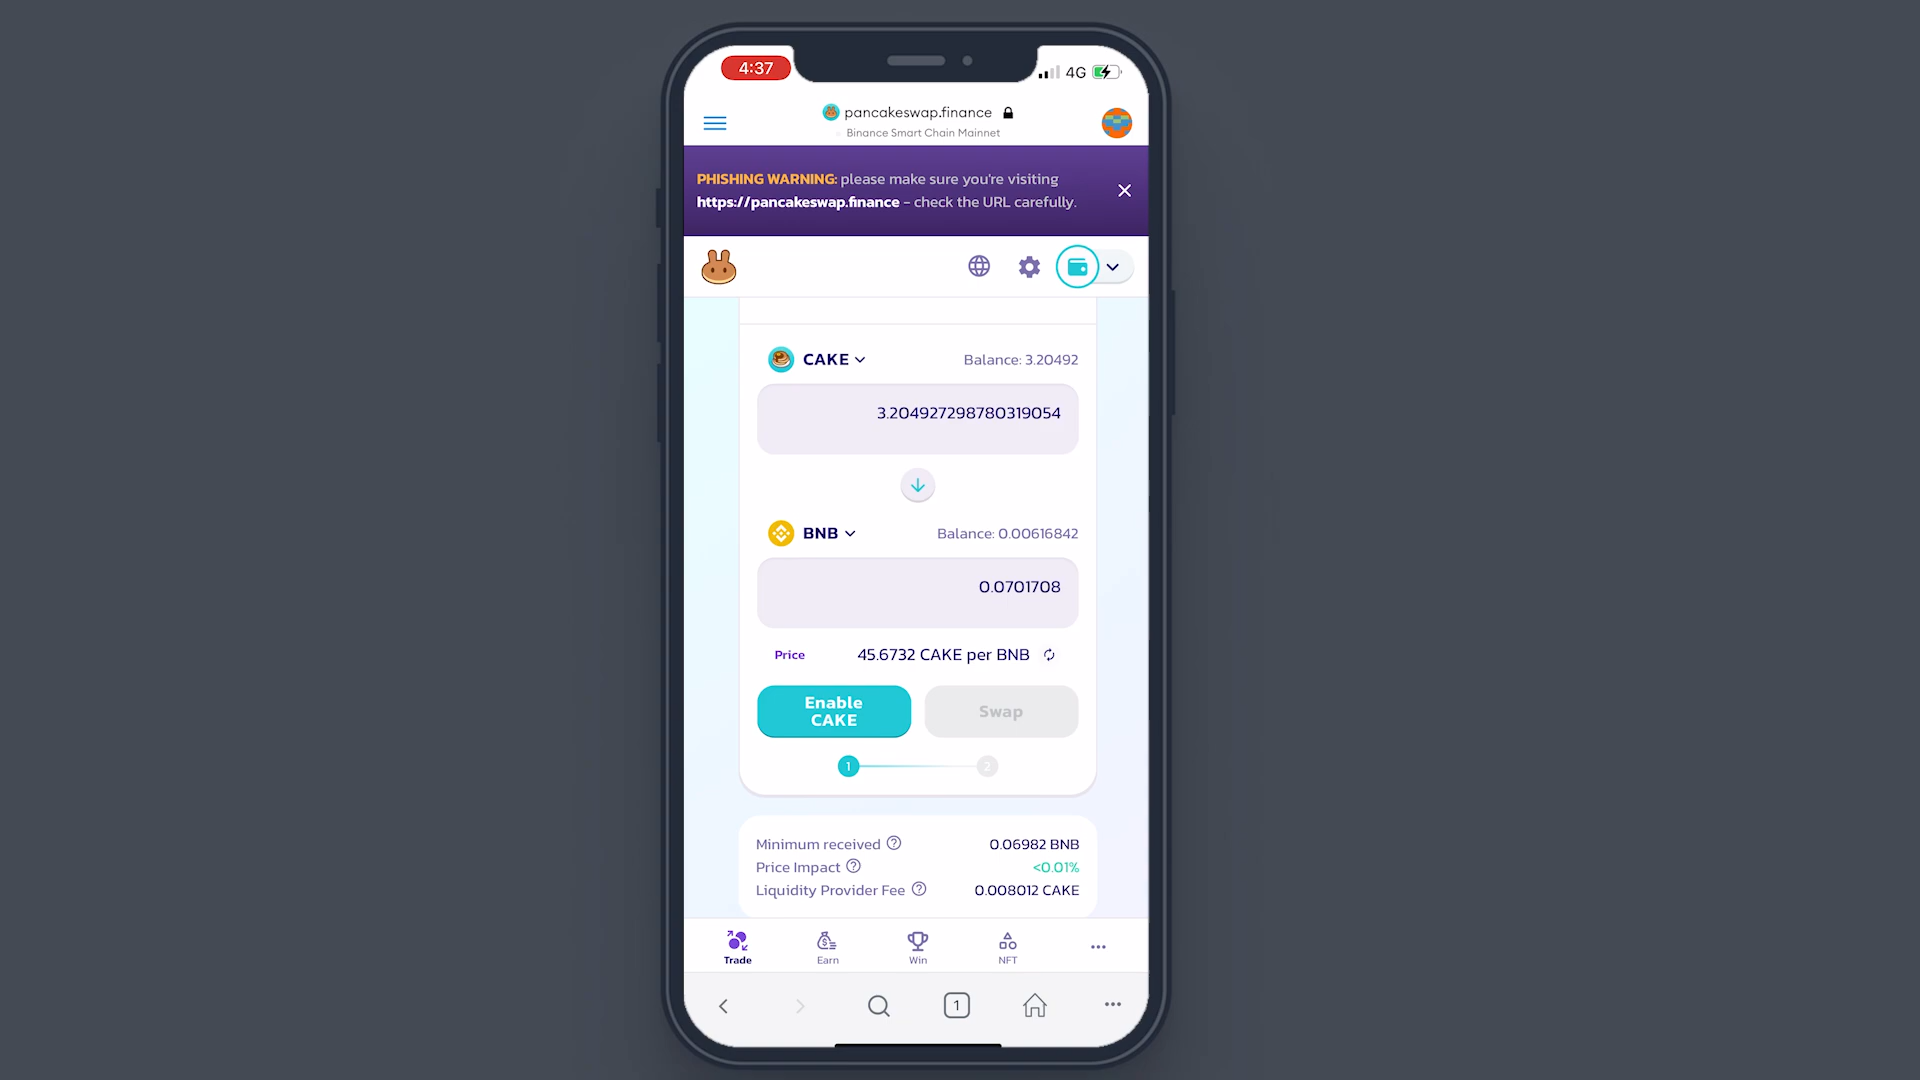 4:37
4G
pancakeswap.finance
Binance Smart Chain Mainnet
PHISHING WARNING: please make sure you're visiting
https://pancakeswap.finance - check the URL carefully.
CAKE
Balance: 3.20492
3.204927298780319054
BNB
Balance: 0.00616842
0.0701708
Price
45.6732 CAKE per BNB
Enable
CAKE
Swap
1
2
Minimum received ?
0.06982 BNB
Price Impact ?
<0.01%
Liquidity Provider Fee ?
0.008012 CAKE
Trade
Earn
Win
NFT
1